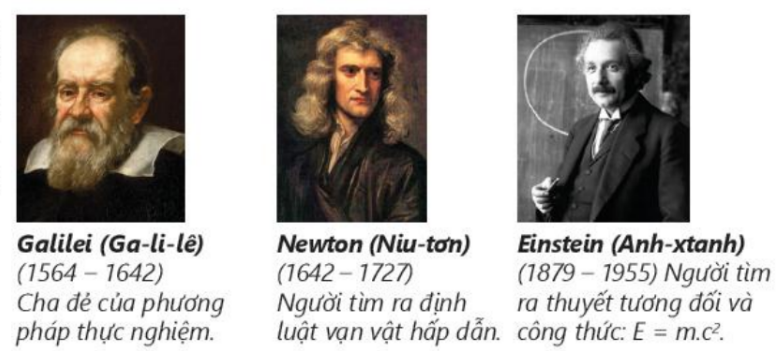 Galilei (Ga-li-lê)
(1564 – 1642)
Cha đẻ của phương
pháp thực nghiệm.
Newton (Niu-tơn)
(1642 – 1727)
Người tìm ra định
luật vạn vật hấp dẫn.
Einstein (Anh-xtanh)
(1879 – 1955) Người tìm
ra thuyết tương đối và
công thức: E = m.c².